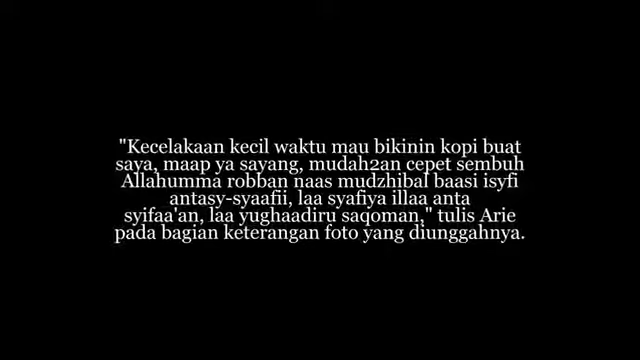 "Kecelakaan kecil waktu mau bikinin kopi buat
saya, maap ya sayang, mudah2an cepet sembuh
Allahumma robban naas mudzhibal baasi isyfi
antasy-syaafii, laa syafiya illaa anta
syifaa'an, laa yughaadiru saqoman," tulis Arie
pada bagian keterangan foto yang diunggahnya.